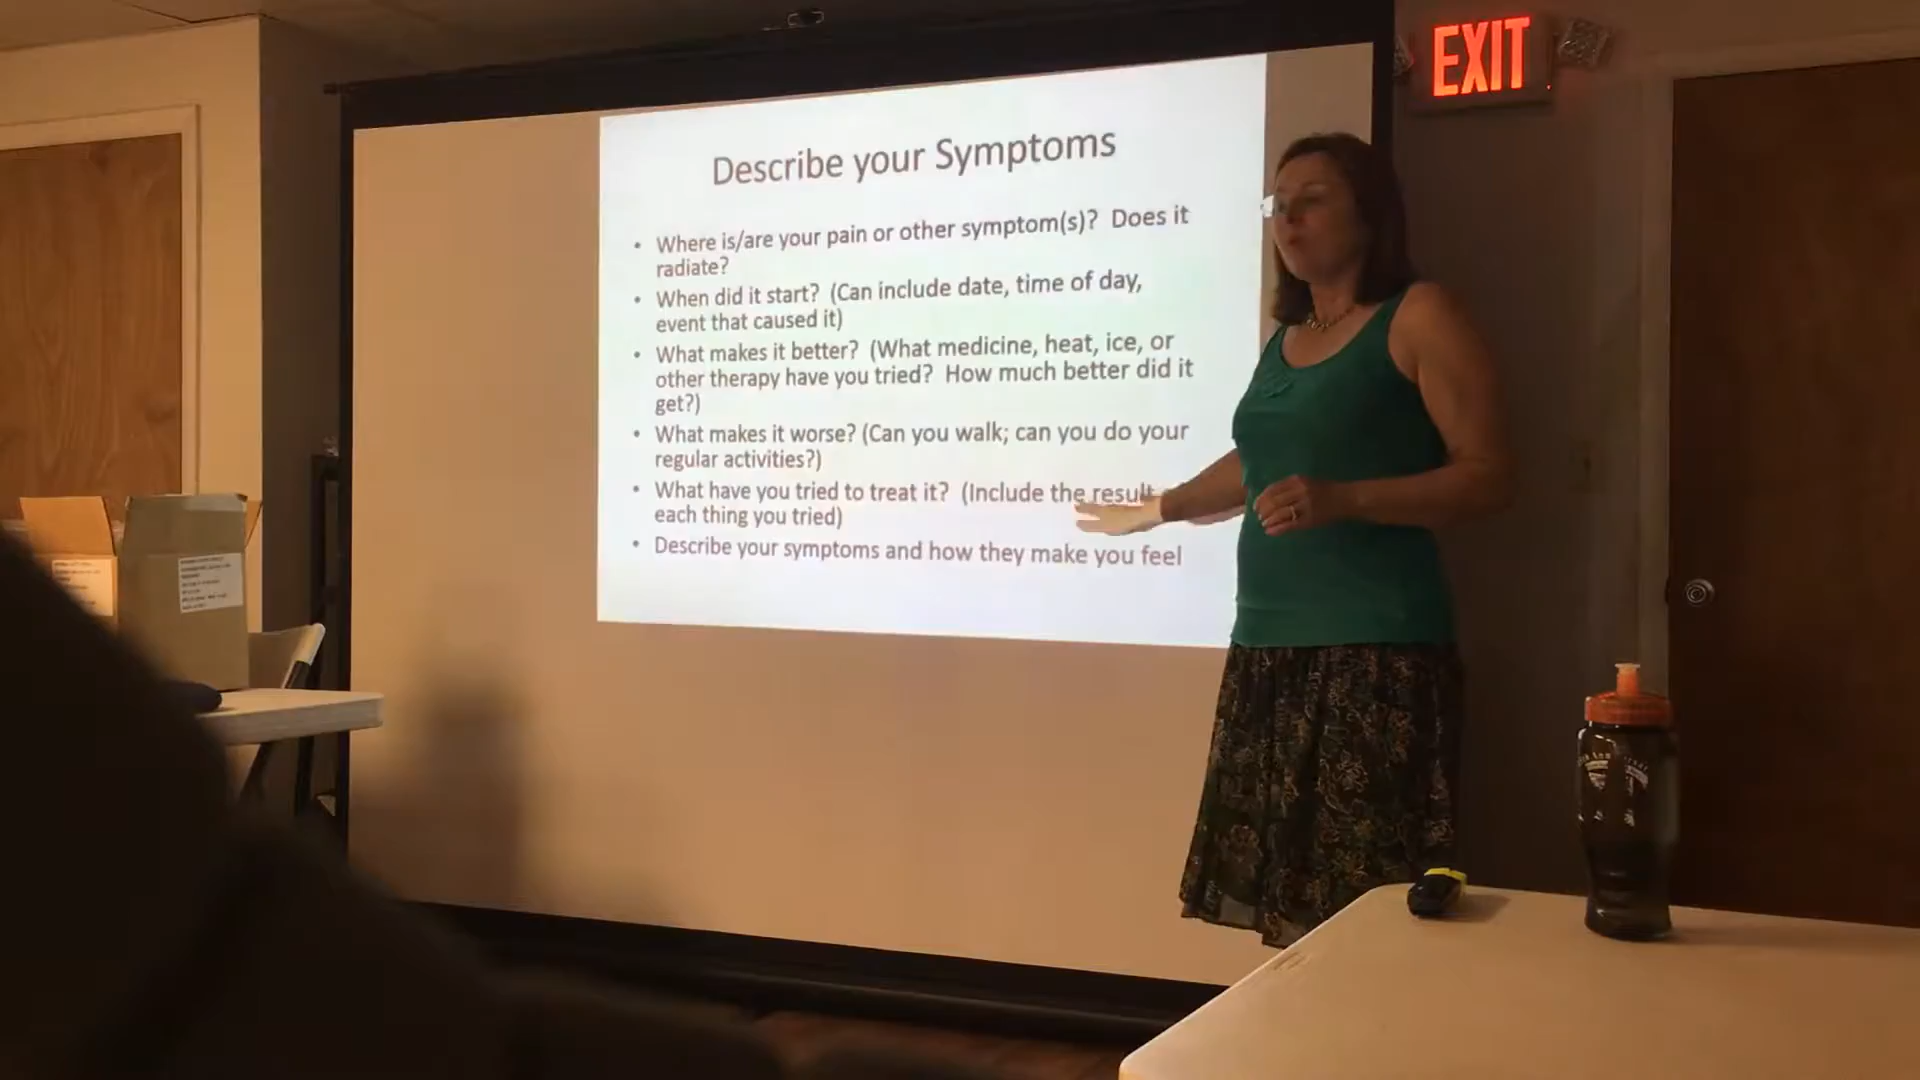 EXIT
Describe your Symptoms
• Where is/are your pain or other symptom(s)? Does it
radiate?
• When did it start? (Can include date, time of day,
event that caused it)
• What makes it better? (What medicine, heat, ice, or
other therapy have you tried? How much better did it
get?)
• What makes it worse? (Can you walk; can you do your
regular activities?)
• What have you tried to treat it? (Include the result
each thing you tried)
• Describe your symptoms and how they make you feel